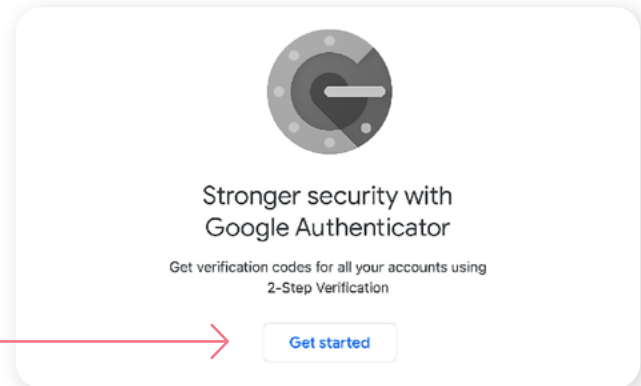 Stronger security with
Google Authenticator
Get verification codes for all your accounts using
2-Step Verification
Get started